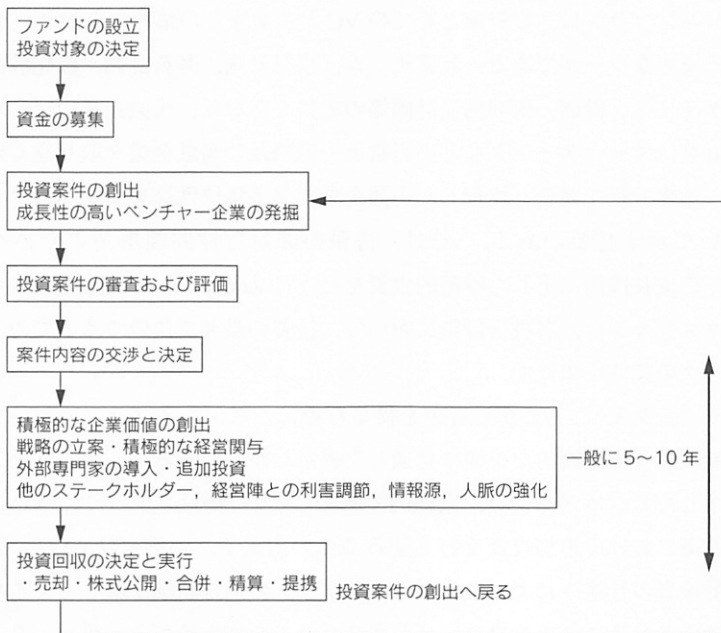 ファンドの設立
投資対象の決定
資金の募集
投資案件の創出
成長性の高いベンチャー企業の発掘
投資案件の審査および評価
案件内容の交渉と決定
積極的な企業価値の創出
戦略の立案・積極的な経営関与
外部専門家の導入・追加投資
他のステークホルダー，経営陣との利害調節，情報源，人脈の強化
一般に 5〜10 年
投資回収の決定と実行
・売却・株式公開・合併・精算・提携
投資案件の創出へ戻る